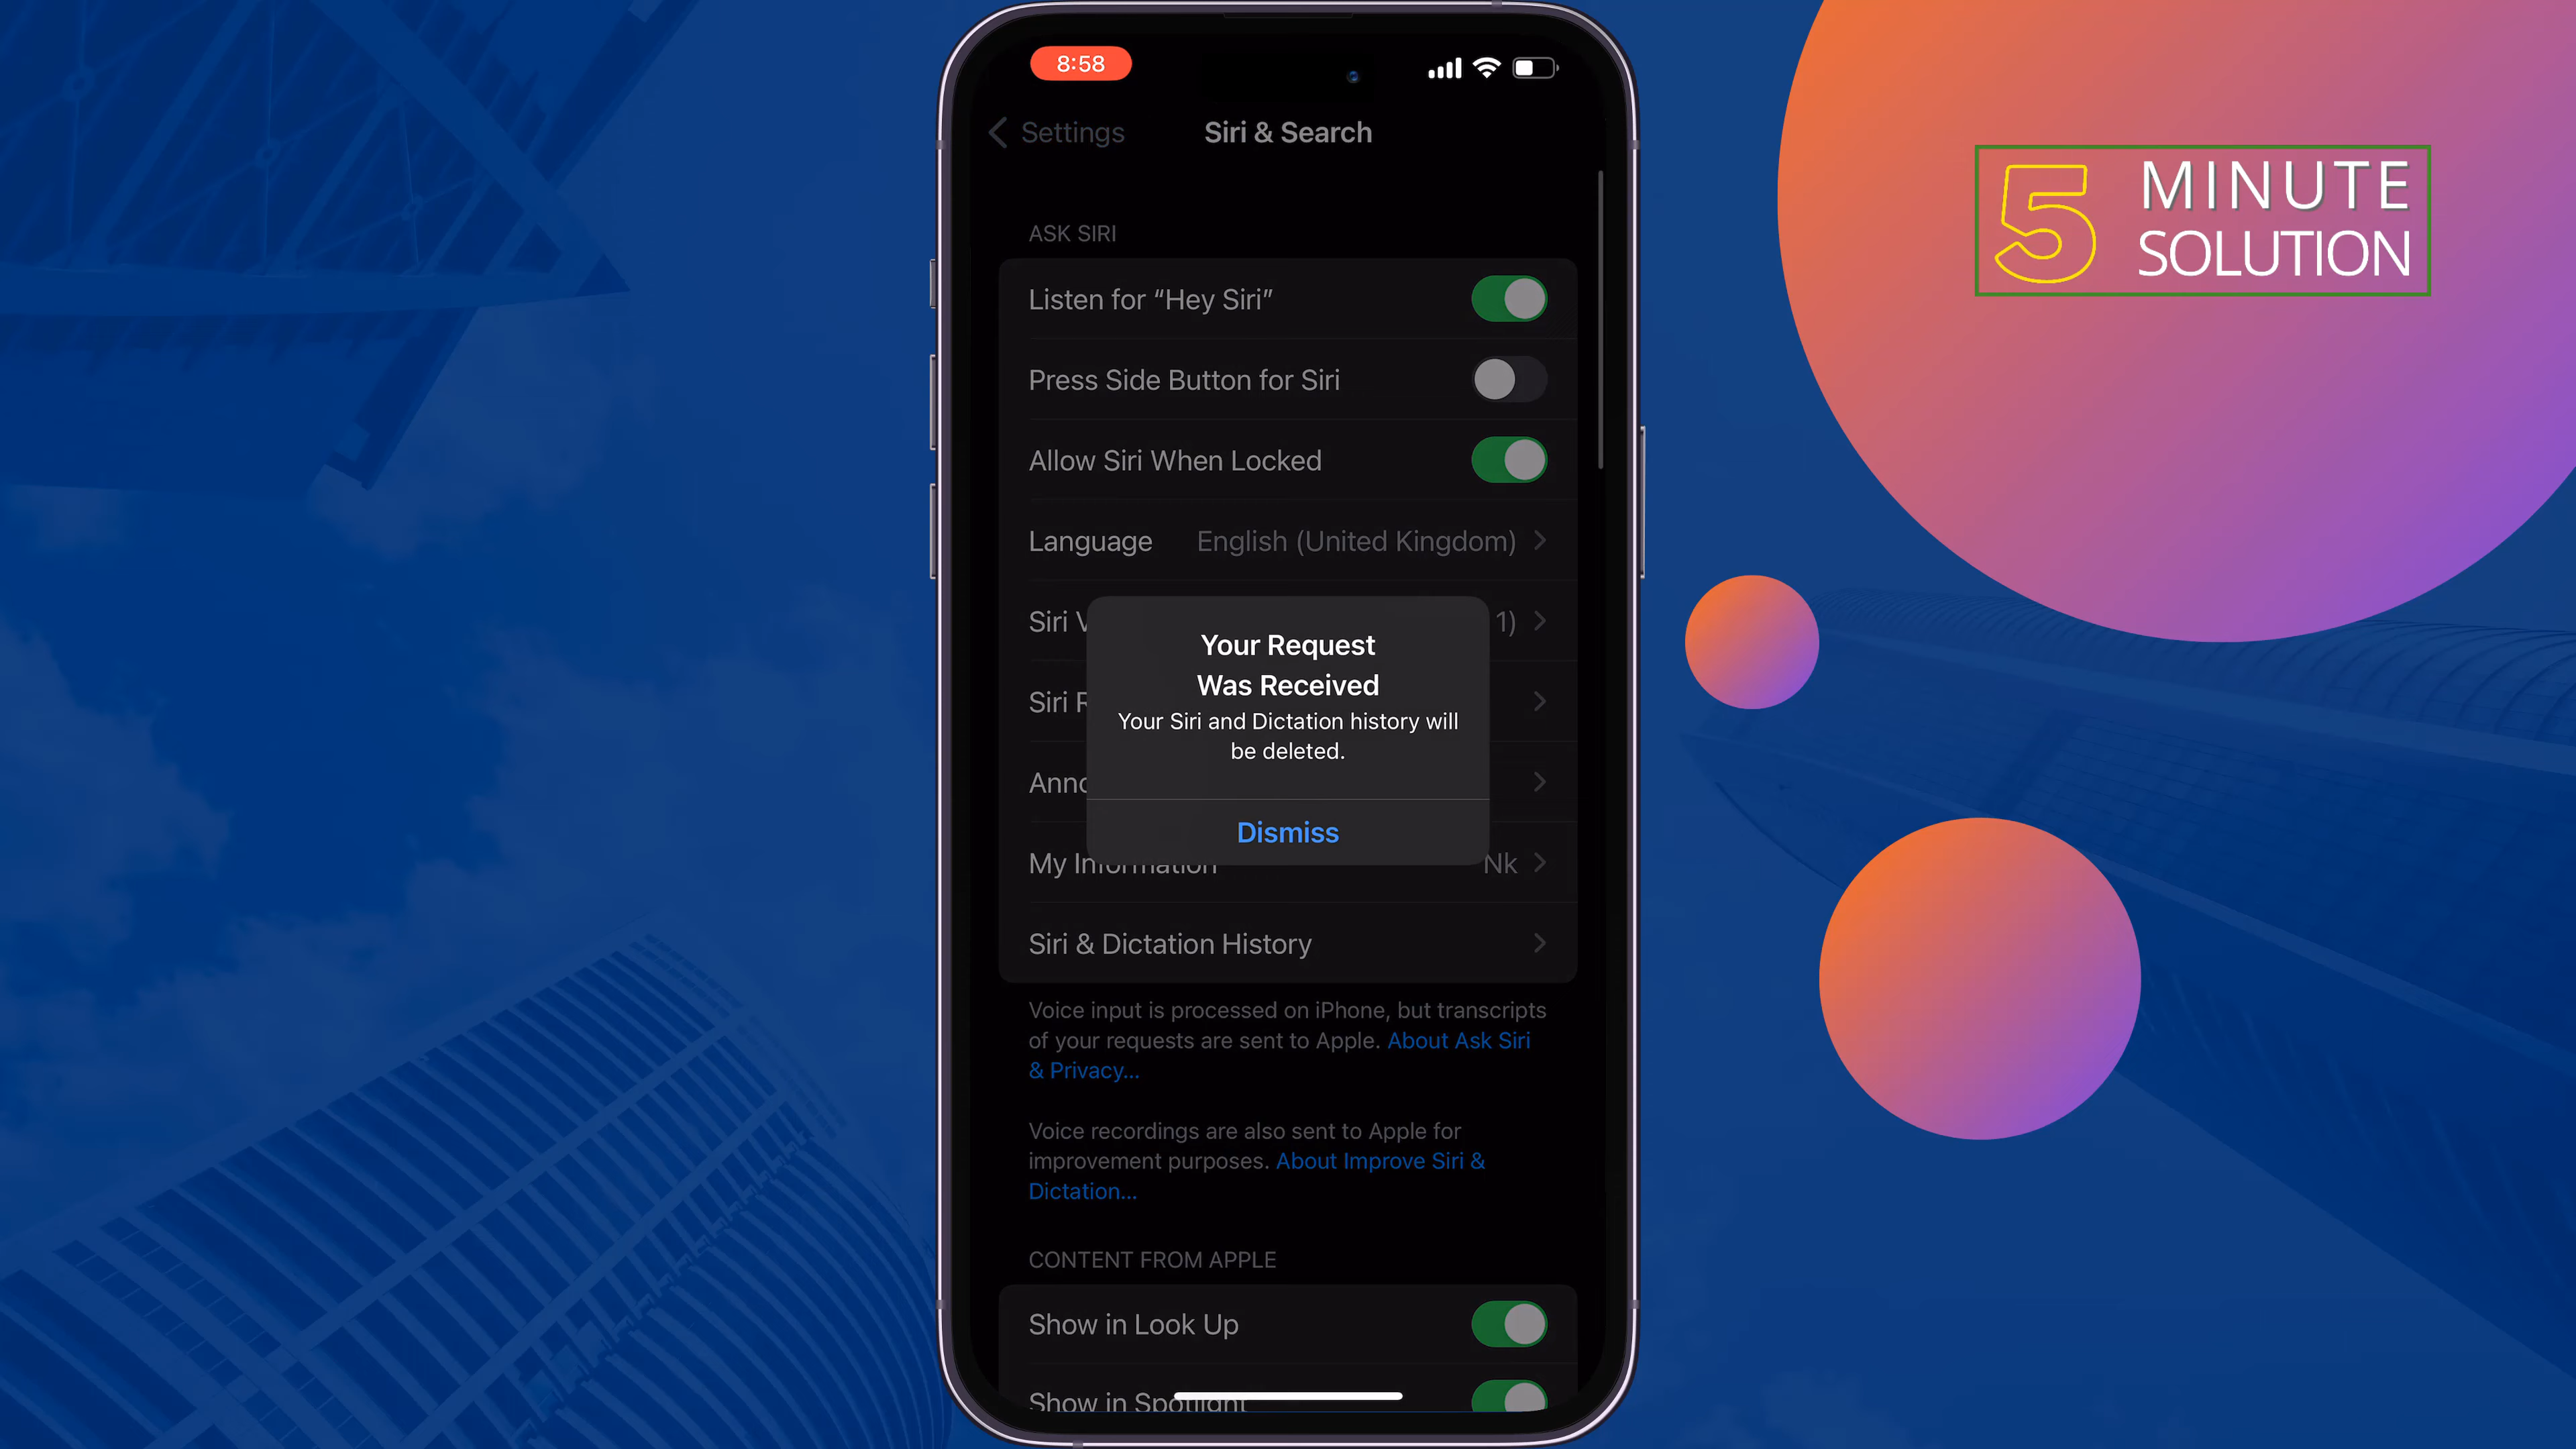 8:58
Settings
Siri & Search
5 MINUTE
SOLUTION
ASK SIRI
Listen for “Hey Siri”
Press Side Button for Siri
Allow Siri When Locked
Language English (United Kingdom)
Siri V 1)
Your Request
Was Received
Siri R
Your Siri and Dictation history will
be deleted.
Anno
Dismiss
My Information Nk
Siri & Dictation History
Voice input is processed on iPhone, but transcripts
of your requests are sent to Apple. About Ask Siri
& Privacy...
Voice recordings are also sent to Apple for
improvement purposes. About Improve Siri &
Dictation...
CONTENT FROM APPLE
Show in Look Up
Show in Spotlight